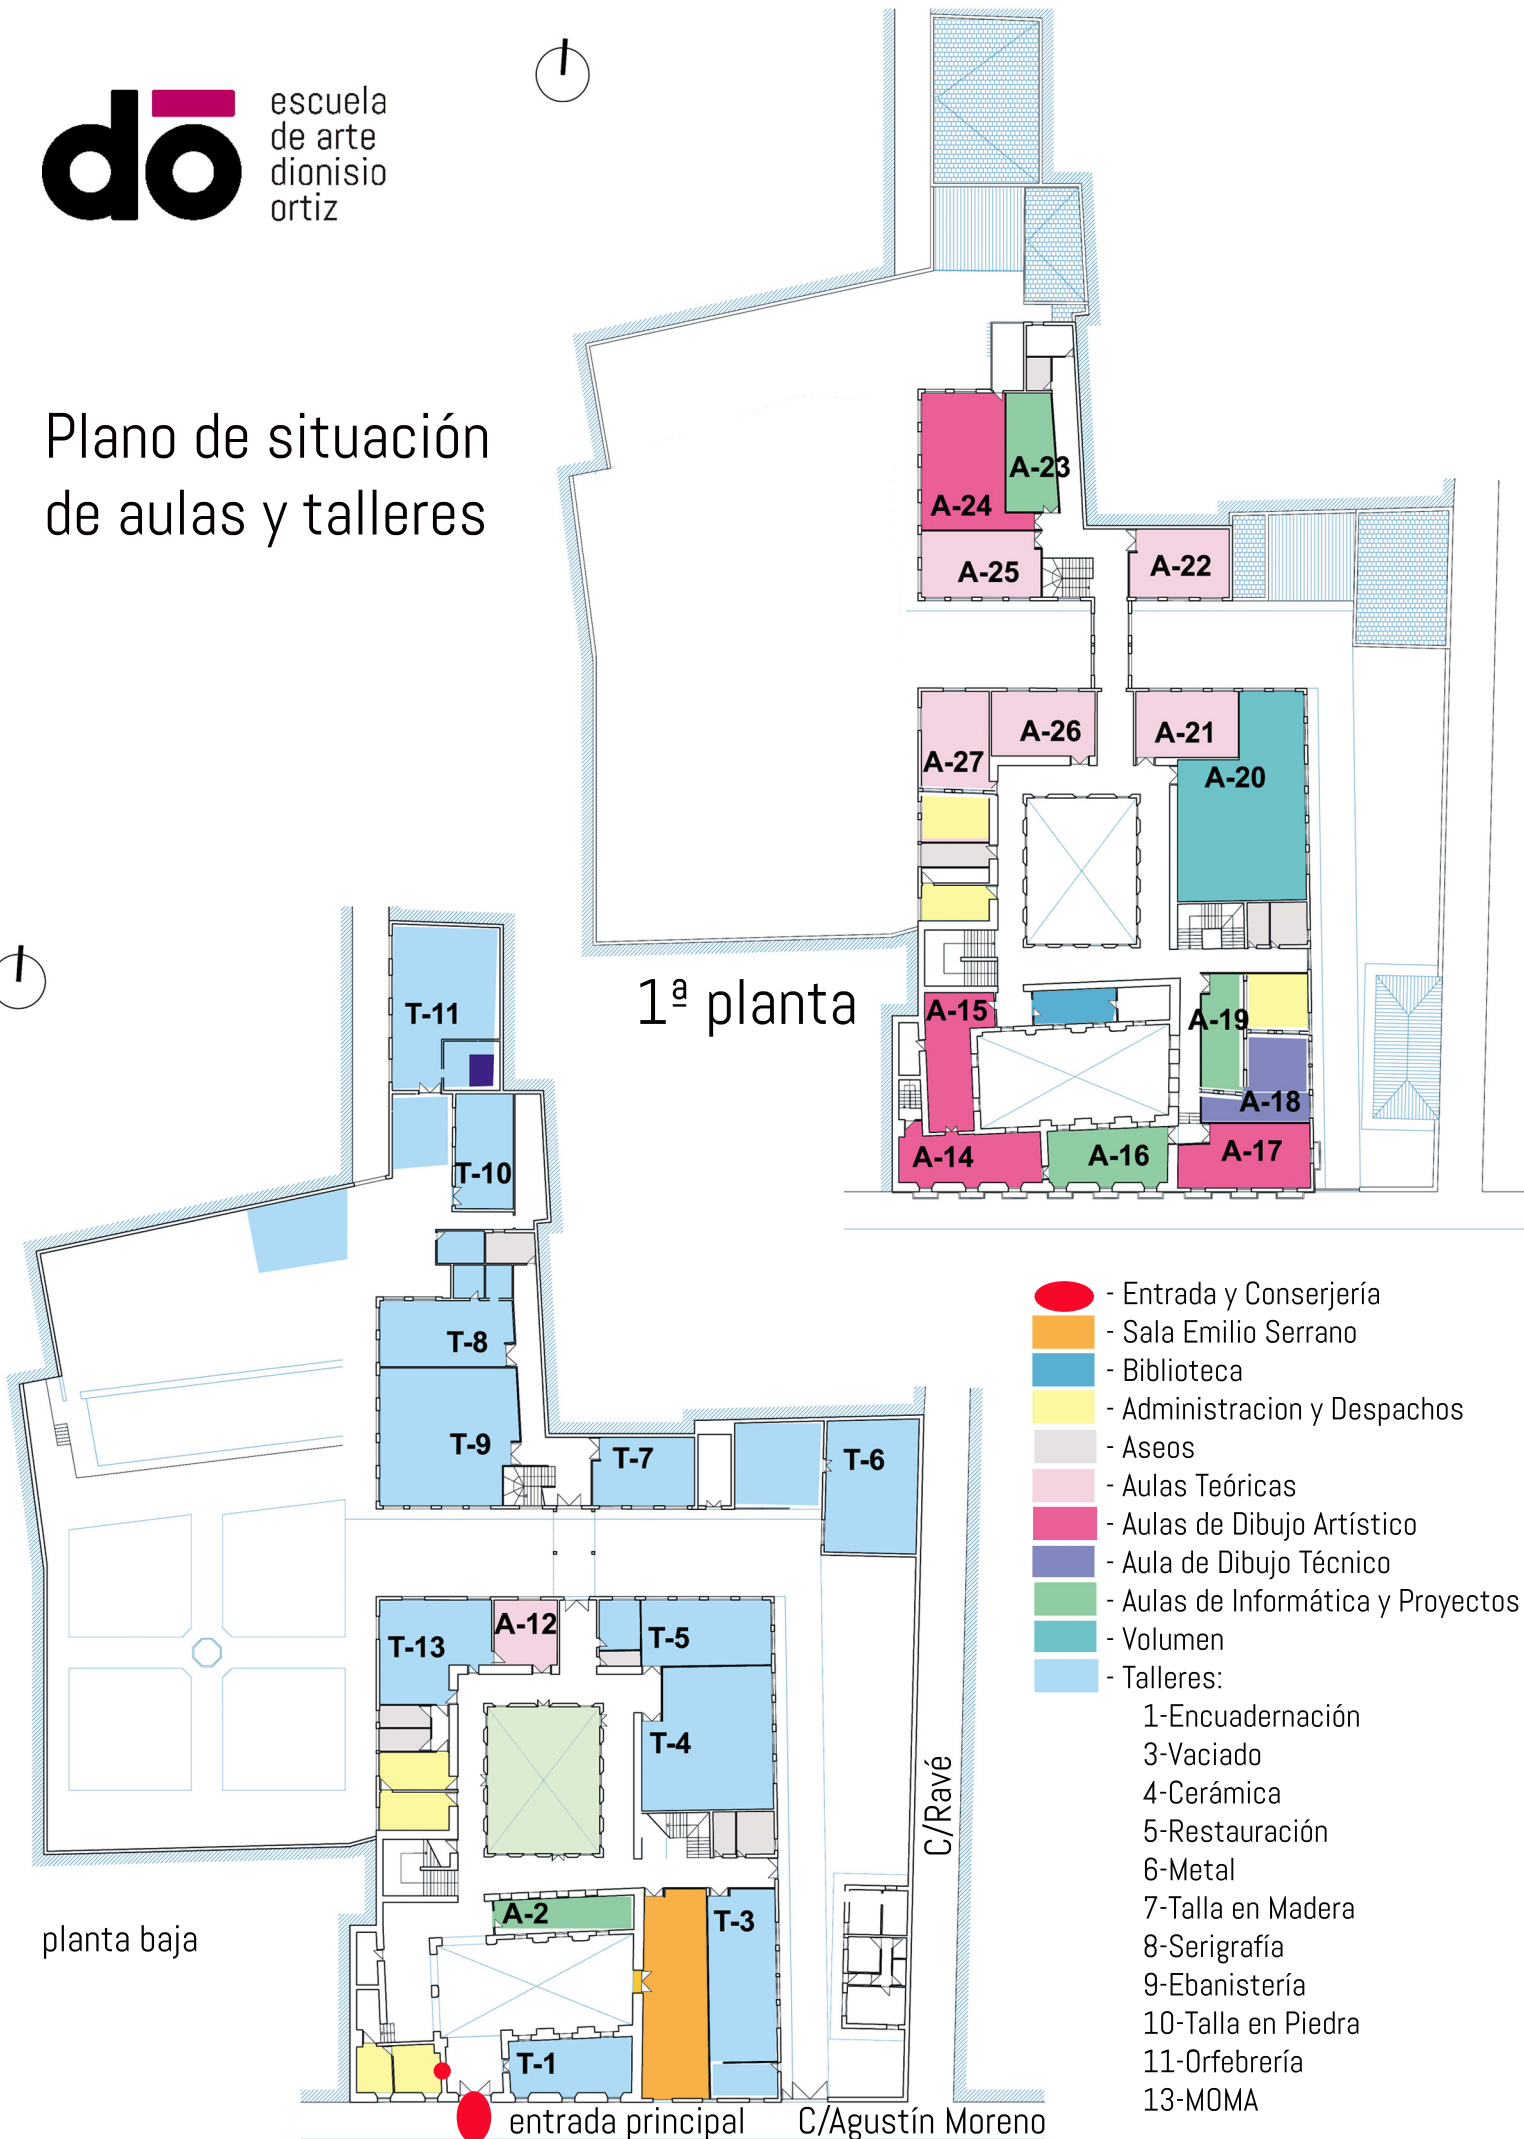 dō
escuela
de arte
dionisio
ortiz
Plano de situación
de aulas y talleres
A-23
A-24
A-25
A-22
A-26
A-21
A-27
A-20
1ª planta
A-15
A-19
A-18
A-14
A-16
A-17
T-11
T-10
T-8
T-9
T-7
T-6
A-12
T-13
T-5
T-4
A-2
T-3
T-1
planta baja
C/Ravé
entrada principal
C/Agustín Moreno
- Entrada y Conserjería
- Sala Emilio Serrano
- Biblioteca
- Administracion y Despachos
- Aseos
- Aulas Teóricas
- Aulas de Dibujo Artístico
- Aula de Dibujo Técnico
- Aulas de Informática y Proyectos
- Volumen
- Talleres:
1-Encuadernación
3-Vaciado
4-Cerámica
5-Restauración
6-Metal
7-Talla en Madera
8-Serigrafía
9-Ebanistería
10-Talla en Piedra
11-Orfebrería
13-MOMA